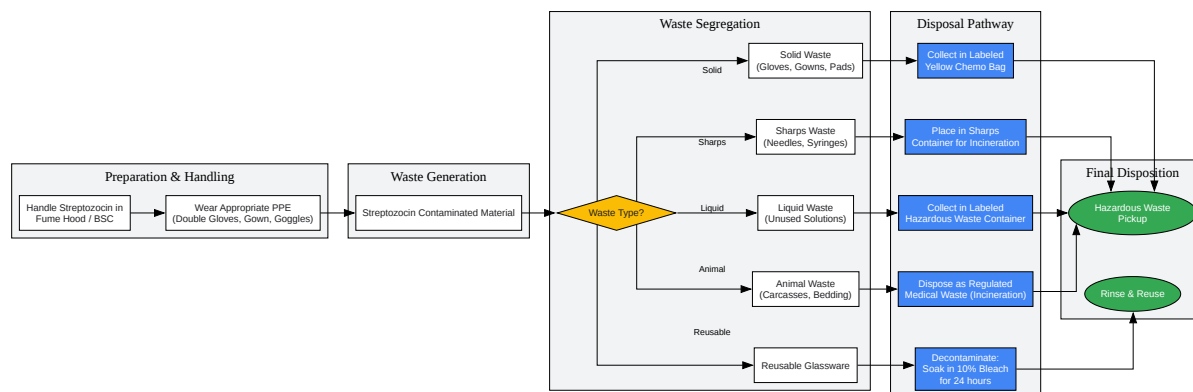 Preparation & Handling
Handle Streptozocin in
Fume Hood / BSC
Wear Appropriate PPE
(Double Gloves, Gown, Goggles)
Waste Generation
Streptozocin Contaminated Material
Waste Segregation
Waste Type?
Solid
Sharps
Liquid
Animal
Reusable
Solid Waste
(Gloves, Gowns, Pads)
Sharps Waste
(Needles, Syringes)
Liquid Waste
(Unused Solutions)
Animal Waste
(Carcasses, Bedding)
Reusable Glassware
Disposal Pathway
Collect in Labeled
Yellow Chemo Bag
Place in Sharps
Container for Incineration
Collect in Labeled
Hazardous Waste Container
Dispose as Regulated
Medical Waste (Incineration)
Decontaminate:
Soak in 10% Bleach
for 24 hours
Final Disposition
Hazardous Waste
Pickup
Rinse & Reuse